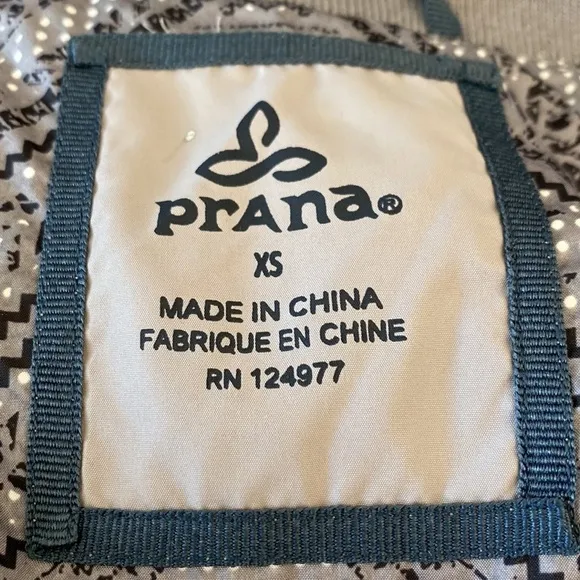 prAna®
XS
MADE IN CHINA
FABRIQUE EN CHINE
RN 124977